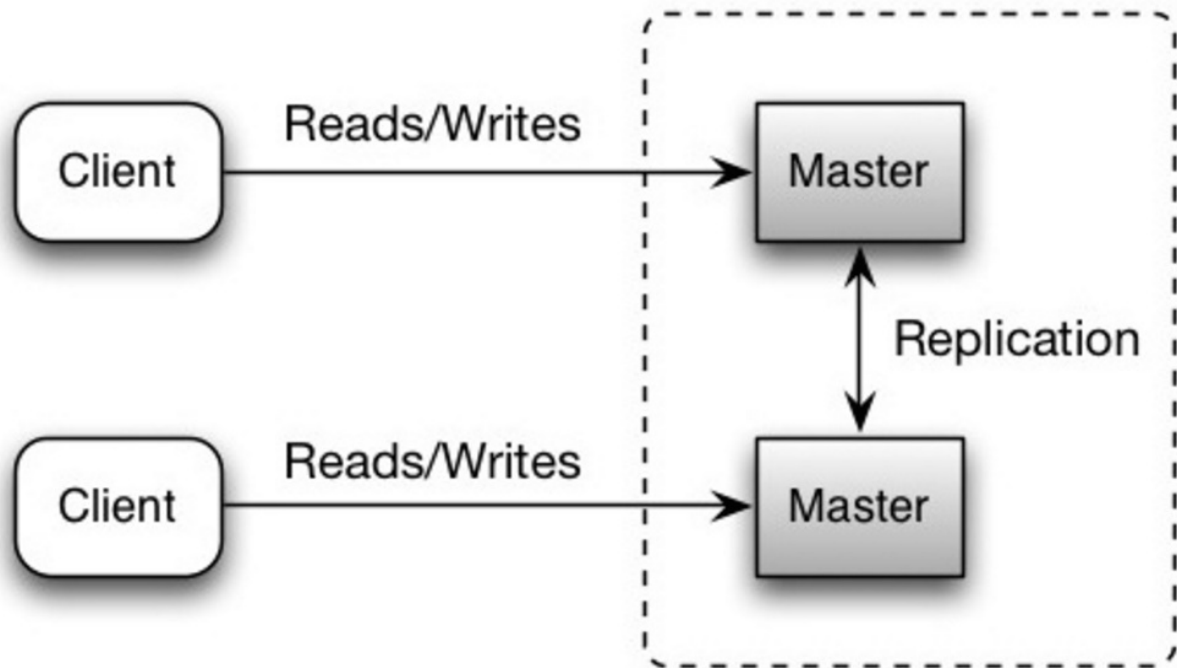 Client
Reads/Writes
Master
Replication
Client
Reads/Writes
Master